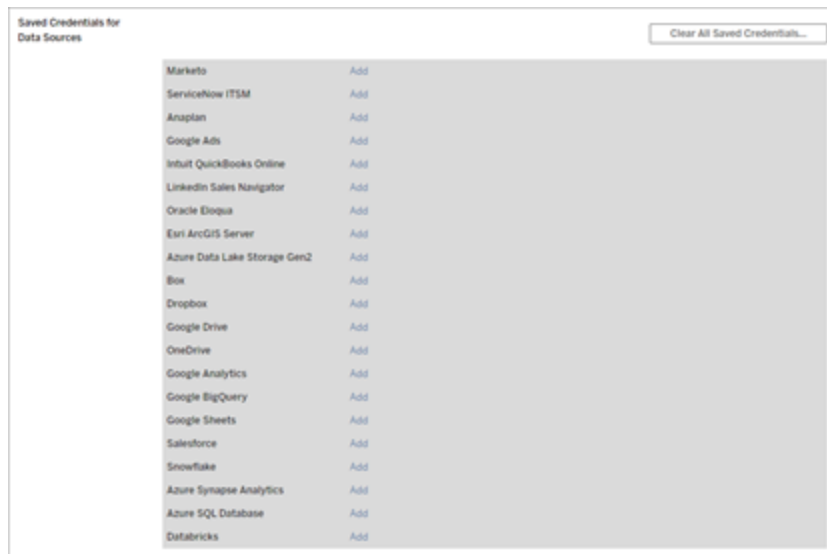 Saved Credentials for
Data Sources
Clear All Saved Credentials...
Marketo Add
ServiceNow ITSM Add
Anaplan Add
Google Ads Add
Intuit QuickBooks Online Add
LinkedIn Sales Navigator Add
Oracle Eloqua Add
Esri ArcGIS Server Add
Azure Data Lake Storage Gen2 Add
Box Add
Dropbox Add
Google Drive Add
OneDrive Add
Google Analytics Add
Google BigQuery Add
Google Sheets Add
Salesforce Add
Snowflake Add
Azure Synapse Analytics Add
Azure SQL Database Add
Databricks Add